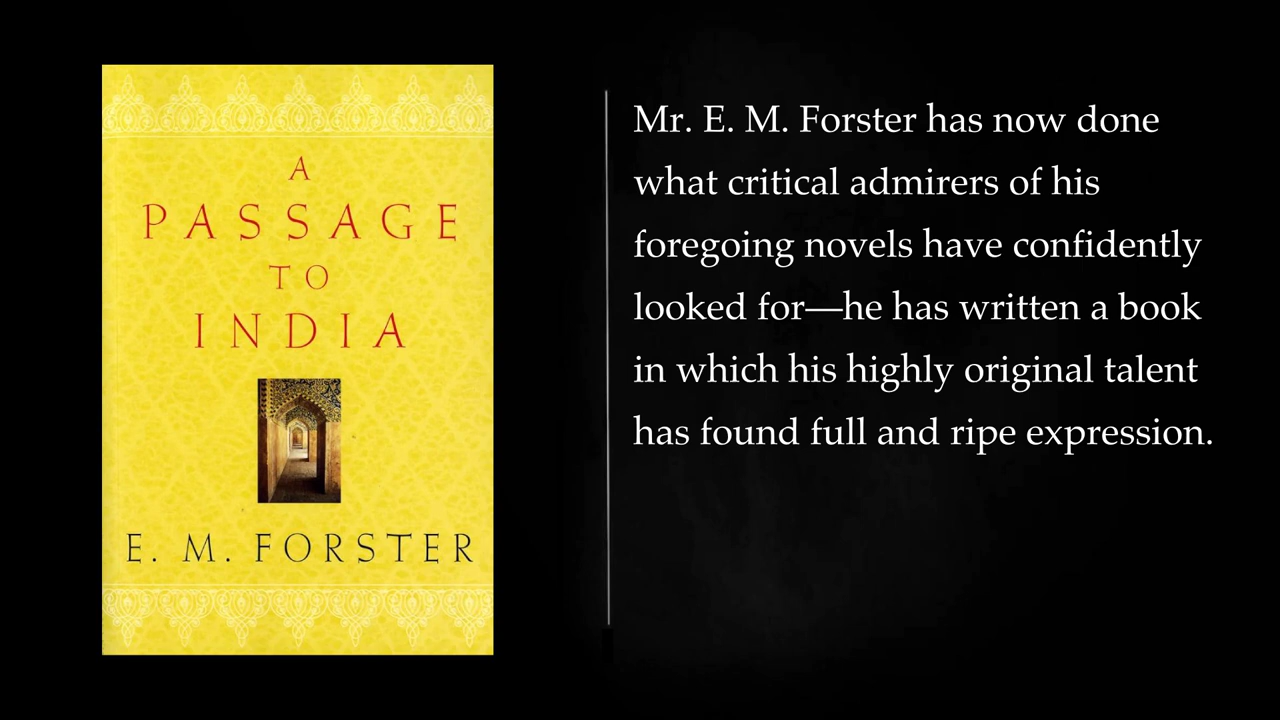 A
PASSAGE
TO
INDIA
E. M. FORSTER
Mr. E. M. Forster has now done
what critical admirers of his
foregoing novels have confidently
looked for—he has written a book
in which his highly original talent
has found full and ripe expression.